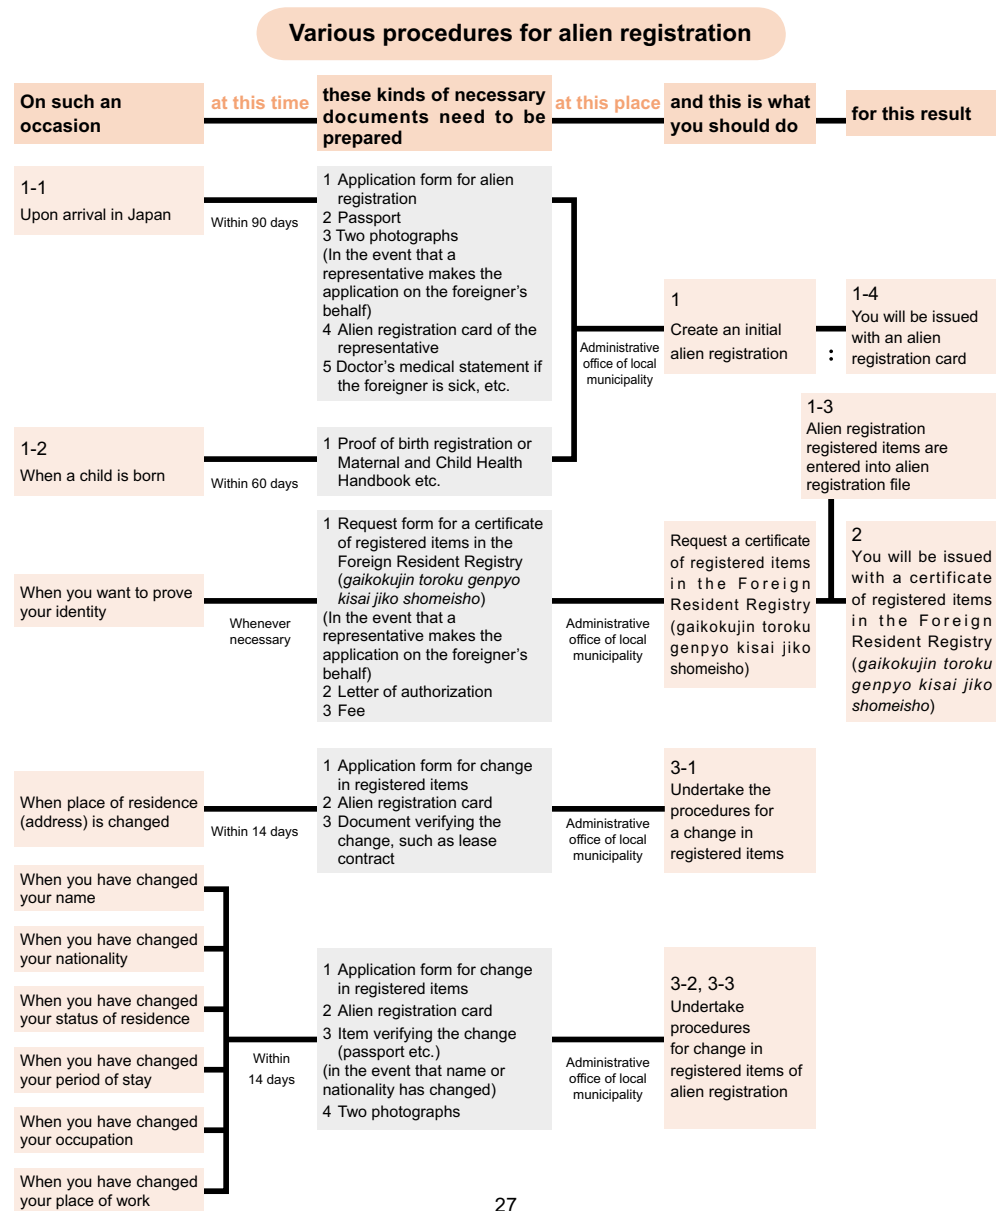 Various procedures for alien registration
On such an
occasion
at this time
these kinds of necessary
documents need to be
prepared
at this place
and this is what
you should do
for this result
1-1
Upon arrival in Japan
Within 90 days
1 Application form for alien
registration
2 Passport
3 Two photographs
(In the event that a
representative makes the
application on the foreigner's
behalf)
4 Alien registration card of the
representative
5 Doctor's medical statement if
the foreigner is sick, etc.
Administrative
office of local
municipality
1
Create an initial
alien registration
:
1-4
You will be issued
with an alien
registration card
1-3
Alien registration
registered items are
entered into alien
registration file
1-2
When a child is born
Within 60 days
1 Proof of birth registration or
Maternal and Child Health
Handbook etc.
When you want to prove
your identity
Whenever
necessary
1 Request form for a certificate
of registered items in the
Foreign Resident Registry
(gaikokujin toroku genpyo
kisai jiko shomeisho)
(In the event that a
representative makes the
application on the foreigner's
behalf)
2 Letter of authorization
3 Fee
Administrative
office of local
municipality
Request a certificate
of registered items
in the Foreign
Resident Registry
(gaikokujin toroku
genpyo kisai jiko
shomeisho)
2
You will be issued
with a certificate
of registered items
in the Foreign
Resident Registry
(gaikokujin toroku
genpyo kisai jiko
shomeisho)
When place of residence
(address) is changed
Within 14 days
1 Application form for change
in registered items
2 Alien registration card
3 Document verifying the
change, such as lease
contract
Administrative
office of local
municipality
3-1
Undertake the
procedures for
a change in
registered items
When you have changed
your name
When you have changed
your nationality
When you have changed
your status of residence
When you have changed
your period of stay
When you have changed
your occupation
When you have changed
your place of work
Within
14 days
1 Application form for change
in registered items
2 Alien registration card
3 Item verifying the change
(passport etc.)
(in the event that name or
nationality has changed)
4 Two photographs
Administrative
office of local
municipality
3-2, 3-3
Undertake
procedures
for change in
registered items of
alien registration
27